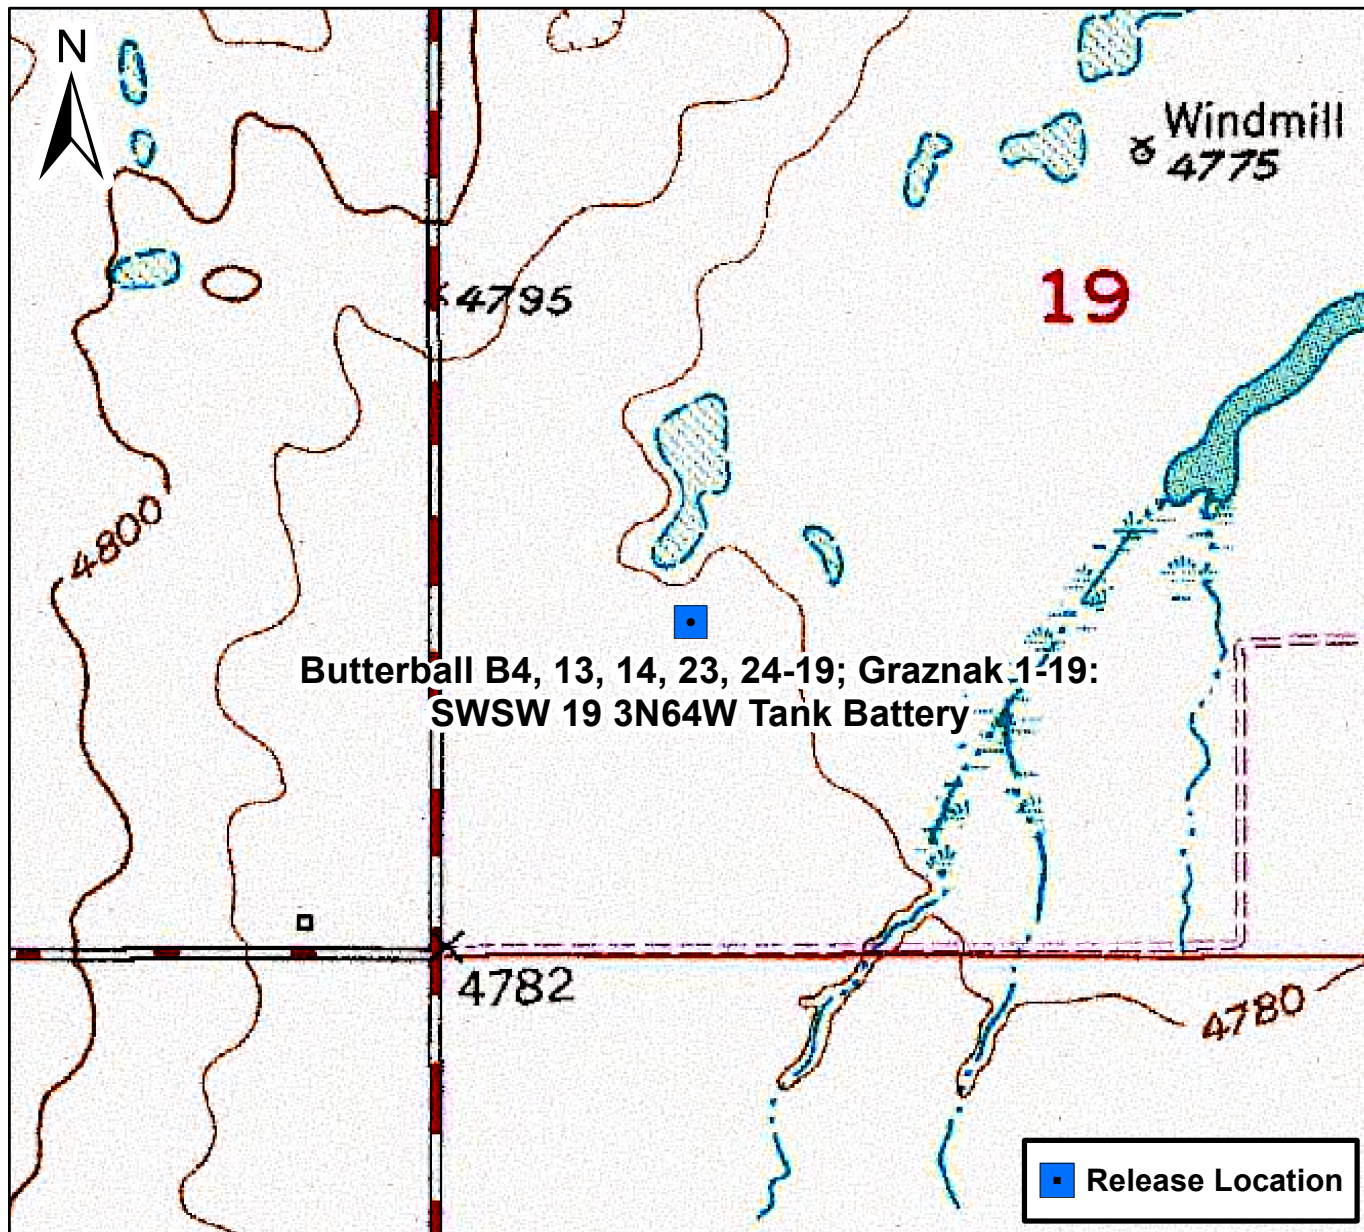 N
Windmill
4775
19
4795
4800
Butterball B4, 13, 14, 23, 24-19; Graznak 1-19:
SWSW 19 3N64W Tank Battery
4782
4780
Release Location